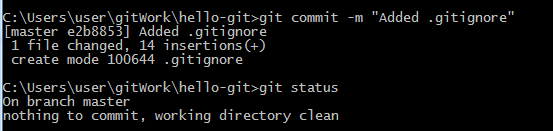 C:\Users\user\gitWork\hello-git>git commit -m "Added .gitignore"
[master e2b8853] Added .gitignore
 1 file changed, 14 insertions(+)
 create mode 100644 .gitignore

C:\Users\user\gitWork\hello-git>git status
On branch master
nothing to commit, working directory clean